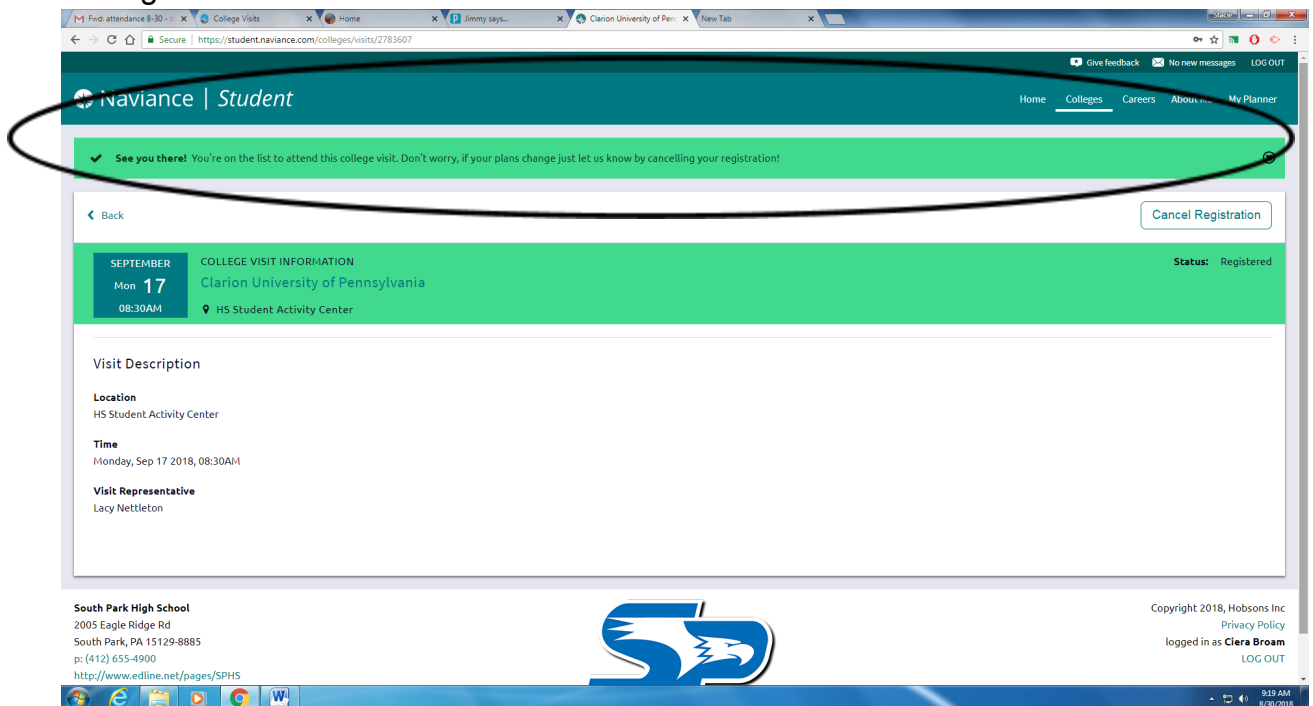 Fwd: attendance 8-30 - s
College Visits
Home
Jimmy says...
Clarion University of Pen
New Tab
Stacie
Secure | https://student.naviance.com/colleges/visits/2783607
Give feedback No new messages LOG OUT
Naviance | Student
Home Colleges Careers About My Planner
See you there! You're on the list to attend this college visit. Don't worry, if your plans change just let us know by cancelling your registration!
Back
Cancel Registration
SEPTEMBER
Mon 17
08:30AM
COLLEGE VISIT INFORMATION
Clarion University of Pennsylvania
HS Student Activity Center
Status: Registered
Visit Description
Location
HS Student Activity Center
Time
Monday, Sep 17 2018, 08:30AM
Visit Representative
Lacy Nettleton
South Park High School
2005 Eagle Ridge Rd
South Park, PA 15129-8885
p: (412) 655-4900
http://www.edline.net/pages/SPHS
SP
Copyright 2018, Hobsons Inc
Privacy Policy
logged in as Ciera Broam
LOG OUT
9:19 AM
8/30/2018